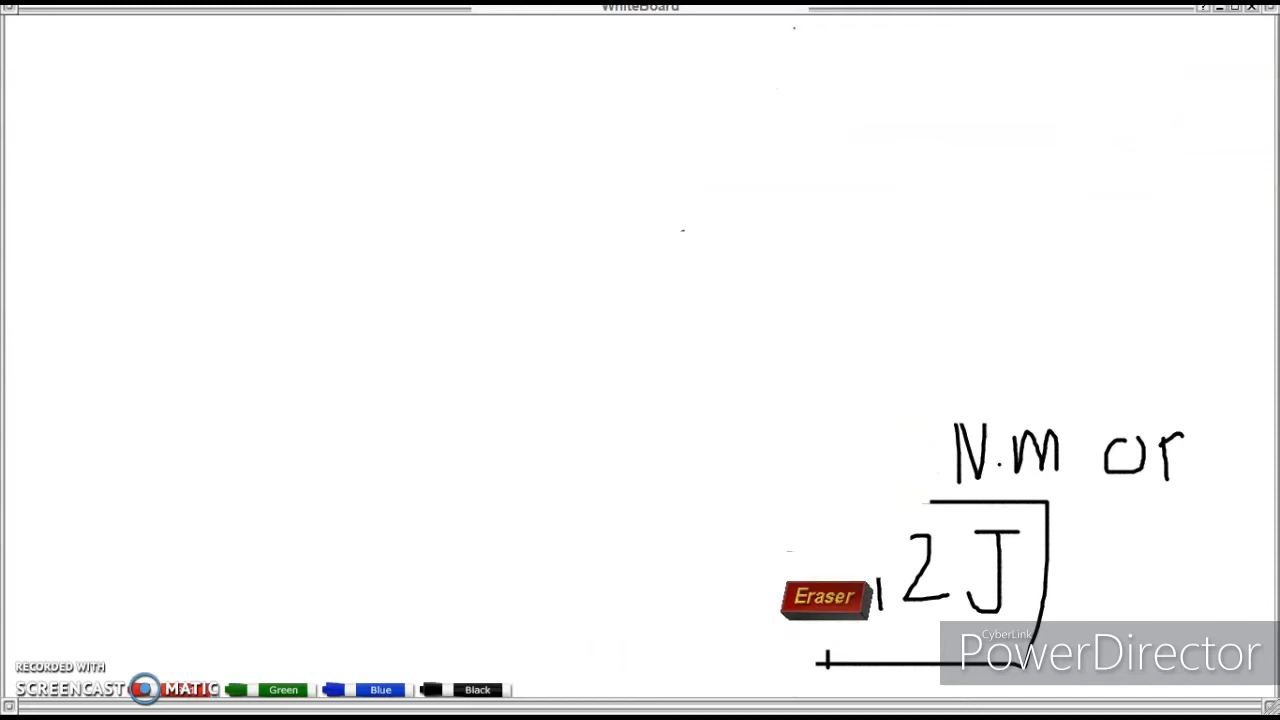 WhiteBoard
N.m or
2 J
Eraser
CyberLink
PowerDirector
RECORDED WITH
SCREENCAST MATIC
Green
Blue
Black